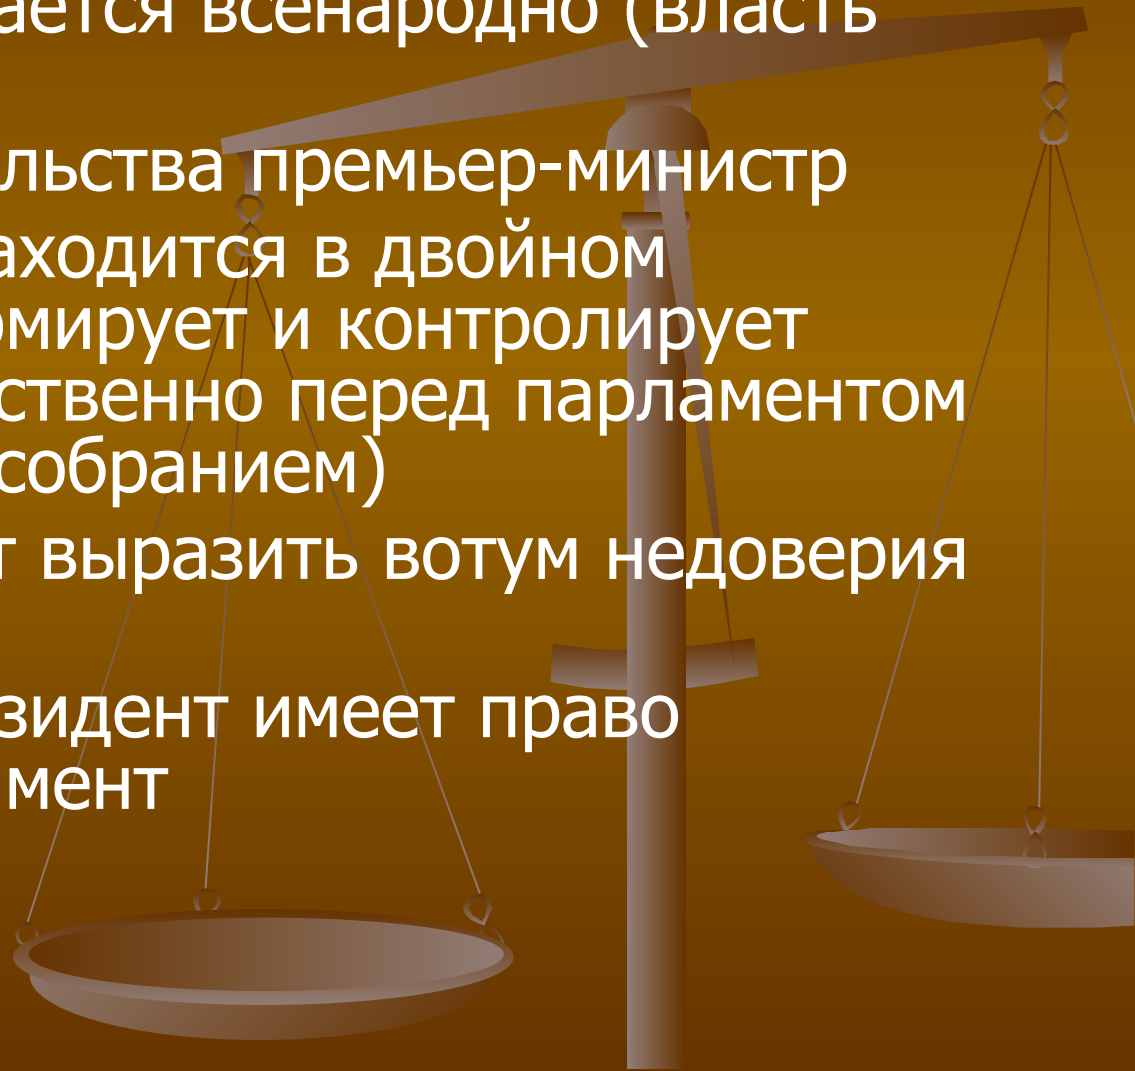 ается всенародно (власть
льства премьер-министр
аходится в двойном
омирует и контролирует
ственно перед парламентом
собранием)
т выразить вотум недоверия
зидент имеет право
мент